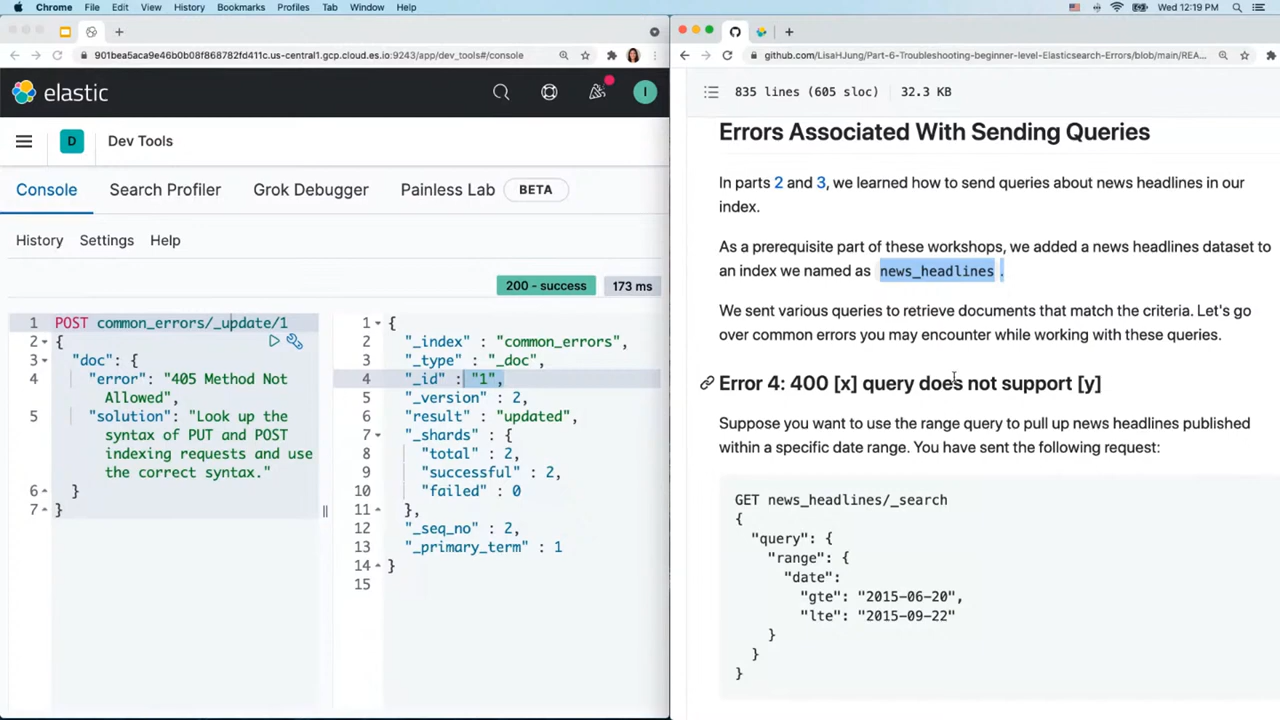 Chrome File Edit View History Bookmarks Profiles Tab Window Help
Wed 12:19 PM
901bea5aca9e46b0b08f868782fd411c.us-central1.gcp.cloud.es.io:9243/app/dev_tools#/console
elastic
I
D
Dev Tools
Console Search Profiler Grok Debugger Painless Lab BETA
History Settings Help
200 - success 173 ms
1 POST common_errors/_update/1
2 {
3 "doc": {
4 "error": "405 Method Not
Allowed",
5 "solution": "Look up the
syntax of PUT and POST
indexing requests and use
the correct syntax."
6 }
7 }
1 {
2 "_index" : "common_errors",
3 "_type" : "_doc",
4 "_id" : "1",
5 "_version" : 2,
6 "result" : "updated",
7 "_shards" : {
8 "total" : 2,
9 "successful" : 2,
10 "failed" : 0
11 },
12 "_seq_no" : 2,
13 "_primary_term" : 1
14 }
15
github.com/LisaHJung/Part-6-Troubleshooting-beginner-level-Elasticsearch-Errors/blob/main/REA...
835 lines (605 sloc) 32.3 KB
Errors Associated With Sending Queries
In parts 2 and 3, we learned how to send queries about news headlines in our
index.
As a prerequisite part of these workshops, we added a news headlines dataset to
an index we named as news_headlines .
We sent various queries to retrieve documents that match the criteria. Let's go
over common errors you may encounter while working with these queries.
Error 4: 400 [x] query does not support [y]
Suppose you want to use the range query to pull up news headlines published
within a specific date range. You have sent the following request:
GET news_headlines/_search
{
"query": {
"range": {
"date":
"gte": "2015-06-20",
"lte": "2015-09-22"
}
}
}